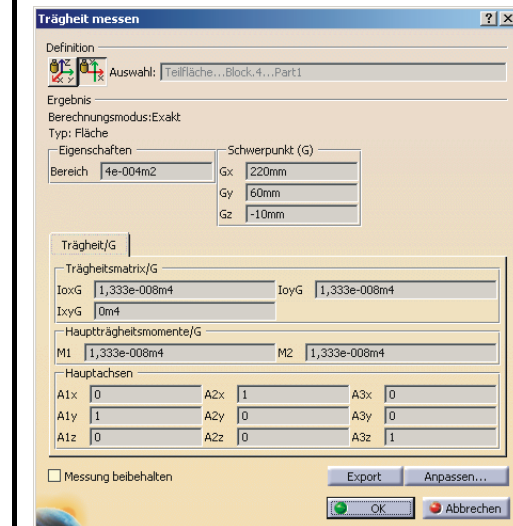 Trägheit messen
Definition
Auswahl: Teilfläche...Block.4...Part1
Ergebnis
Berechnungsmodus:Exakt
Typ: Fläche
Eigenschaften
Bereich 4e-004m2
Schwerpunkt (G)
Gx 220mm
Gy 60mm
Gz -10mm
Trägheit/G
Trägheitsmatrix/G
IoxG 1,333e-008m4 IoyG 1,333e-008m4
IxyG 0m4
Hauptträgheitsmomente/G
M1 1,333e-008m4 M2 1,333e-008m4
Hauptachsen
A1x 0 A2x 1 A3x 0
A1y 1 A2y 0 A3y 0
A1z 0 A2z 0 A3z 1
Messung beibehalten Export Anpassen...
OK Abbrechen